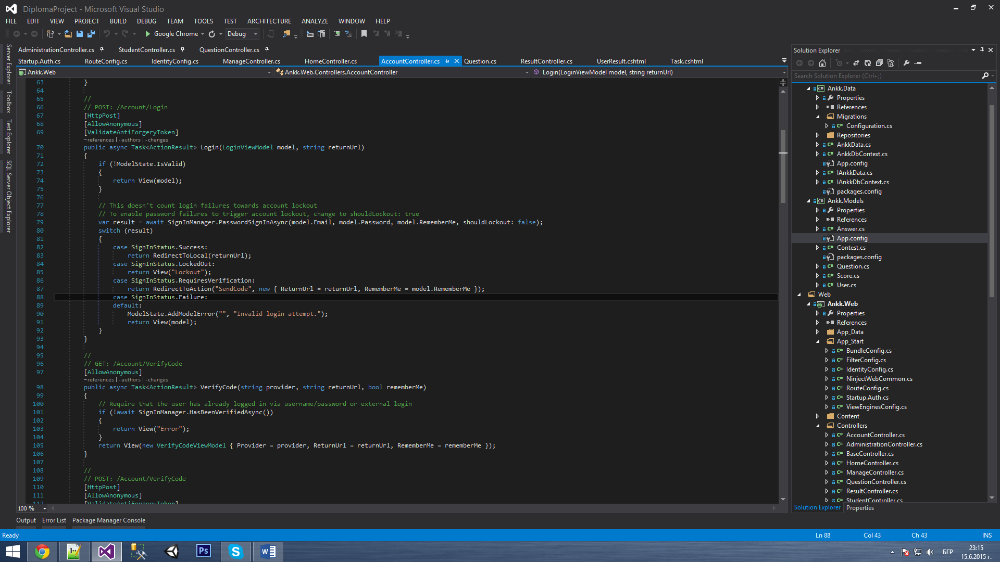 DiplomaProject - Microsoft Visual Studio
FILE EDIT VIEW PROJECT BUILD DEBUG TEAM TOOLS TEST ARCHITECTURE ANALYZE WINDOW HELP
Google Chrome Debug
AdministrationController.cs StudentController.cs QuestionController.cs
Startup.Auth.cs RouteConfig.cs IdentityConfig.cs ManageController.cs HomeController.cs AccountController.cs Question.cs ResultController.cs UserResult.cshtml Task.cshtml
Ankk.Web Ankk.Web.Controllers.AccountController Login(LoginViewModel model, string returnUrl)
Server Explorer
Toolbox
Test Explorer
SQL Server Object Explorer
63 }
64
65 //
66 // POST: /Account/Login
67 [HttpPost]
68 [AllowAnonymous]
69 [ValidateAntiForgeryToken]
-references | - authors | - changes
70 public async Task<ActionResult> Login(LoginViewModel model, string returnUrl)
71 {
72 if (!ModelState.IsValid)
73 {
74 return View(model);
75 }
76
77 // This doesn't count login failures towards account lockout
78 // To enable password failures to trigger account lockout, change to shouldLockout: true
79 var result = await SignInManager.PasswordSignInAsync(model.Email, model.Password, model.RememberMe, shouldLockout: false);
80 switch (result)
81 {
82 case SignInStatus.Success:
83 return RedirectToLocal(returnUrl);
84 case SignInStatus.LockedOut:
85 return View("Lockout");
86 case SignInStatus.RequiresVerification:
87 return RedirectToAction("SendCode", new { ReturnUrl = returnUrl, RememberMe = model.RememberMe });
88 case SignInStatus.Failure:
89 default:
90 ModelState.AddModelError("", "Invalid login attempt.");
91 return View(model);
92 }
93 }
94
95 //
96 // GET: /Account/VerifyCode
97 [AllowAnonymous]
-references | - authors | - changes
98 public async Task<ActionResult> VerifyCode(string provider, string returnUrl, bool rememberMe)
99 {
100 // Require that the user has already logged in via username/password or external login
101 if (!await SignInManager.HasBeenVerifiedAsync())
102 {
103 return View("Error");
104 }
105 return View(new VerifyCodeViewModel { Provider = provider, ReturnUrl = returnUrl, RememberMe = rememberMe });
106 }
107
108 //
109 // POST: /Account/VerifyCode
110 [HttpPost]
111 [AllowAnonymous]
112 [ValidateAntiForgeryToken]
100 %
Output Error List Package Manager Console
Solution Explorer
Search Solution Explorer (Ctrl+;)
Ankk.Data
Properties
References
Migrations
Configuration.cs
Repositories
AnkkData.cs
AnkkDbContext.cs
App.config
IAnkkData.cs
IAnkkDbContext.cs
packages.config
Ankk.Models
Properties
References
Answer.cs
App.config
Contest.cs
packages.config
Question.cs
Score.cs
User.cs
Web
Ankk.Web
Properties
References
App_Data
App_Start
BundleConfig.cs
FilterConfig.cs
IdentityConfig.cs
NinjectWebCommon.cs
RouteConfig.cs
Startup.Auth.cs
ViewEnginesConfig.cs
Content
Controllers
AccountController.cs
AdministrationController.cs
BaseController.cs
HomeController.cs
ManageController.cs
QuestionController.cs
ResultController.cs
StudentController.cs
Solution Explorer Properties
Ready Ln 88 Col 43 Ch 43 INS
Ps
БГР
23:15
15.6.2015 г.